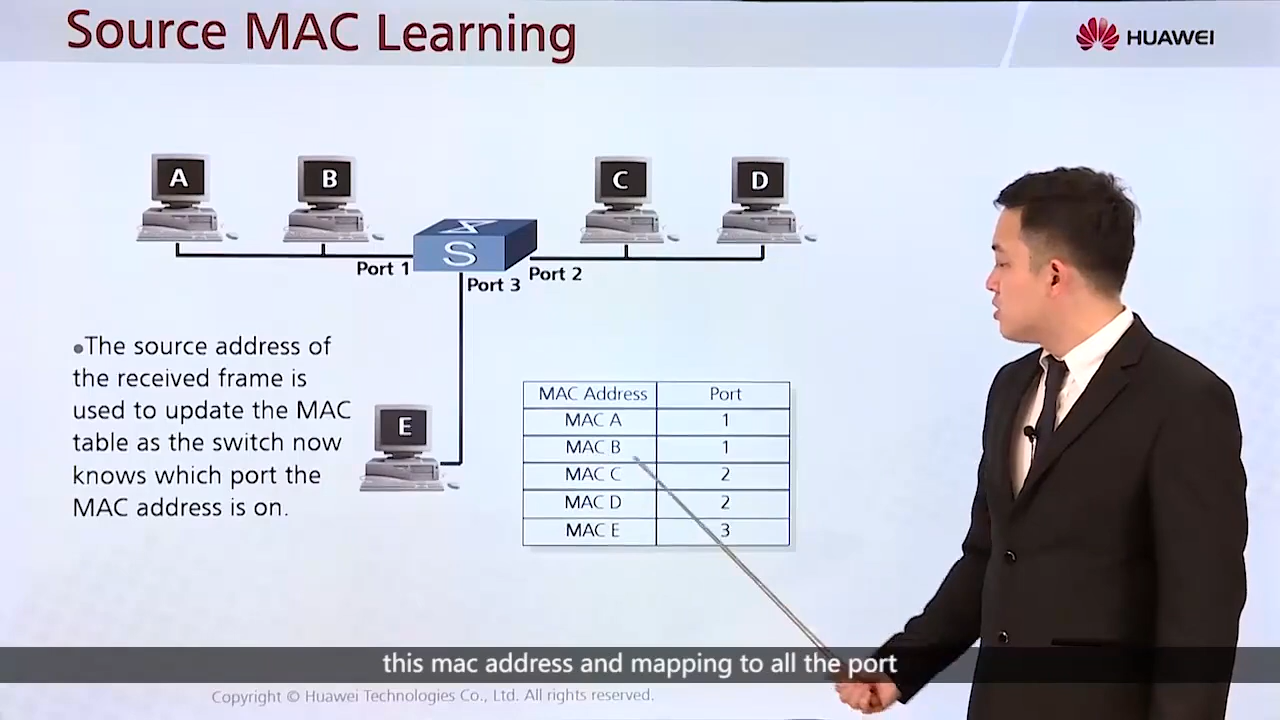 Source MAC Learning
HUAWEI
A
B
C
D
S
Port 1
Port 2
Port 3
●The source address of
the received frame is
used to update the MAC
table as the switch now
knows which port the
MAC address is on.
E
MAC Address Port
MAC A 1
MAC B 1
MAC C 2
MAC D 2
MAC E 3
this mac address and mapping to all the port
Copyright © Huawei Technologies Co., Ltd. All rights reserved.